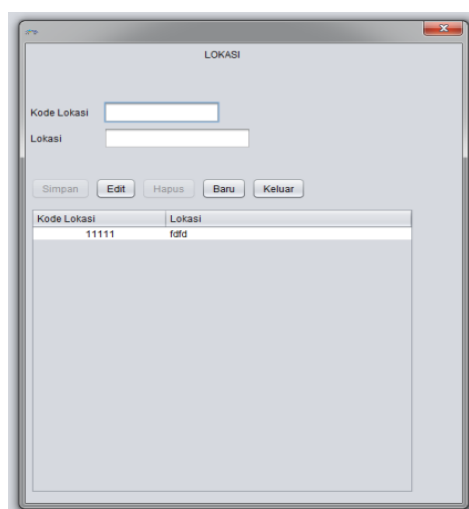 LOKASI
Kode Lokasi
Lokasi
Simpan Edit Hapus Baru Keluar
Kode Lokasi Lokasi
11111 fdfd